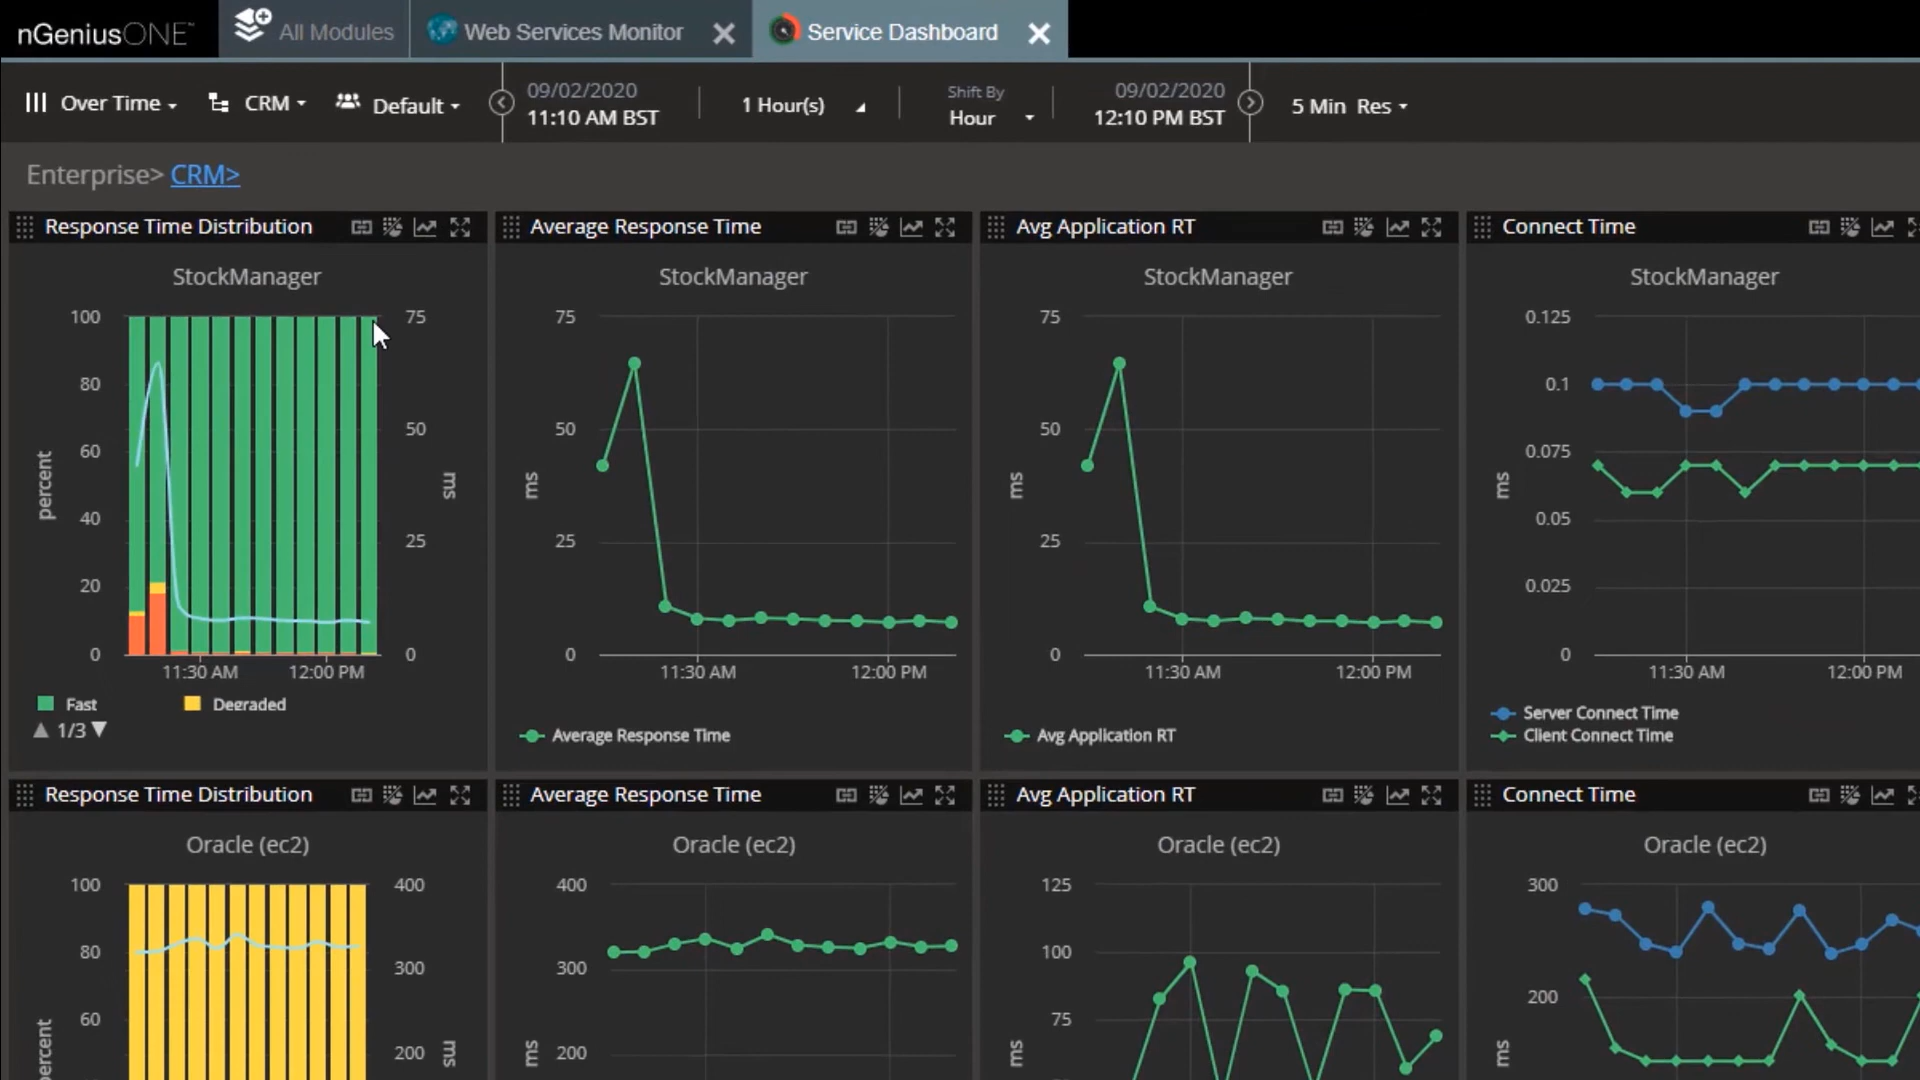 nGeniusONE™
All Modules
Web Services Monitor
Service Dashboard
Over Time
CRM
Default
09/02/2020
11:10 AM BST
1 Hour(s)
Shift By
Hour
09/02/2020
12:10 PM BST
5 Min Res
Enterprise> CRM>
Response Time Distribution
StockManager
100
80
60
40
20
0
percent
75
50
25
0
ms
11:30 AM
12:00 PM
Fast
Degraded
1/3
Average Response Time
StockManager
75
50
25
0
ms
11:30 AM
12:00 PM
Average Response Time
Avg Application RT
StockManager
75
50
25
0
ms
11:30 AM
12:00 PM
Avg Application RT
Connect Time
StockManager
0.125
0.1
0.075
0.05
0.025
0
ms
11:30 AM
12:00 PM
Server Connect Time
Client Connect Time
Response Time Distribution
Oracle (ec2)
100
80
60
percent
400
300
200
ms
Average Response Time
Oracle (ec2)
400
300
200
ms
Avg Application RT
Oracle (ec2)
125
100
75
ms
Connect Time
Oracle (ec2)
300
200
ms